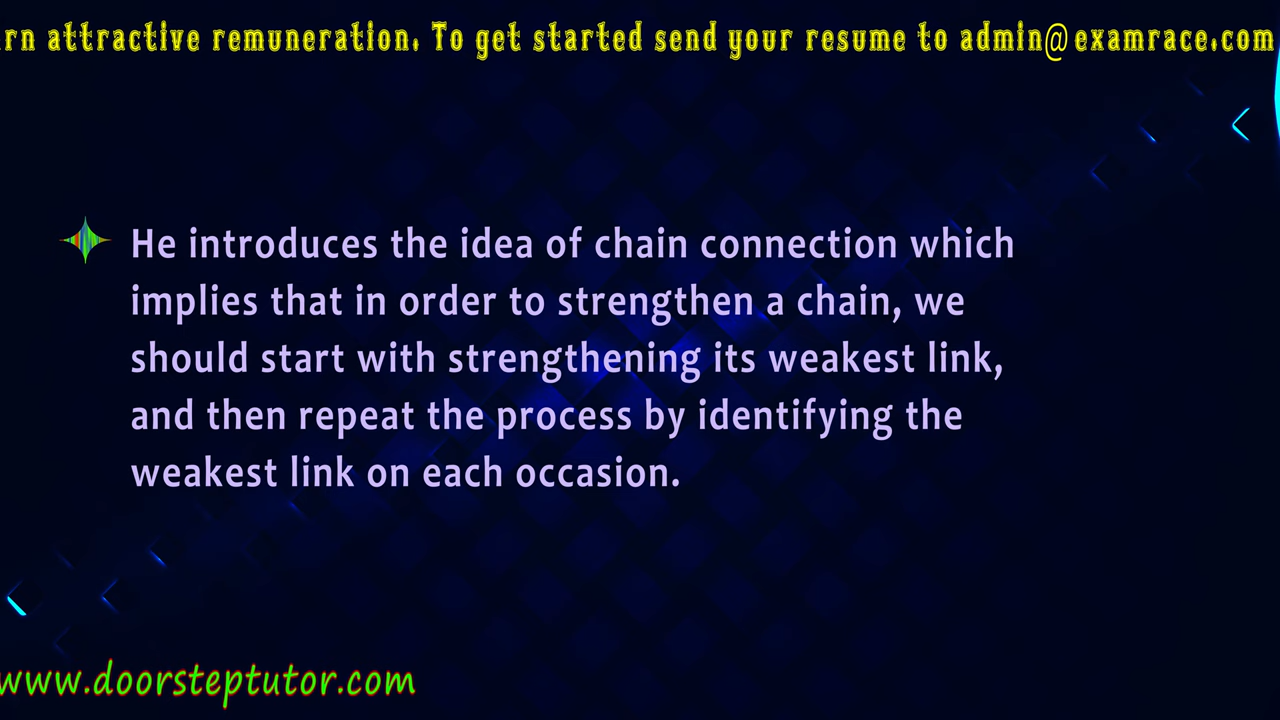 rn attractive remuneration. To get started send your resume to admin@examrace.com
He introduces the idea of chain connection which
implies that in order to strengthen a chain, we
should start with strengthening its weakest link,
and then repeat the process by identifying the
weakest link on each occasion.
www.doorsteptutor.com